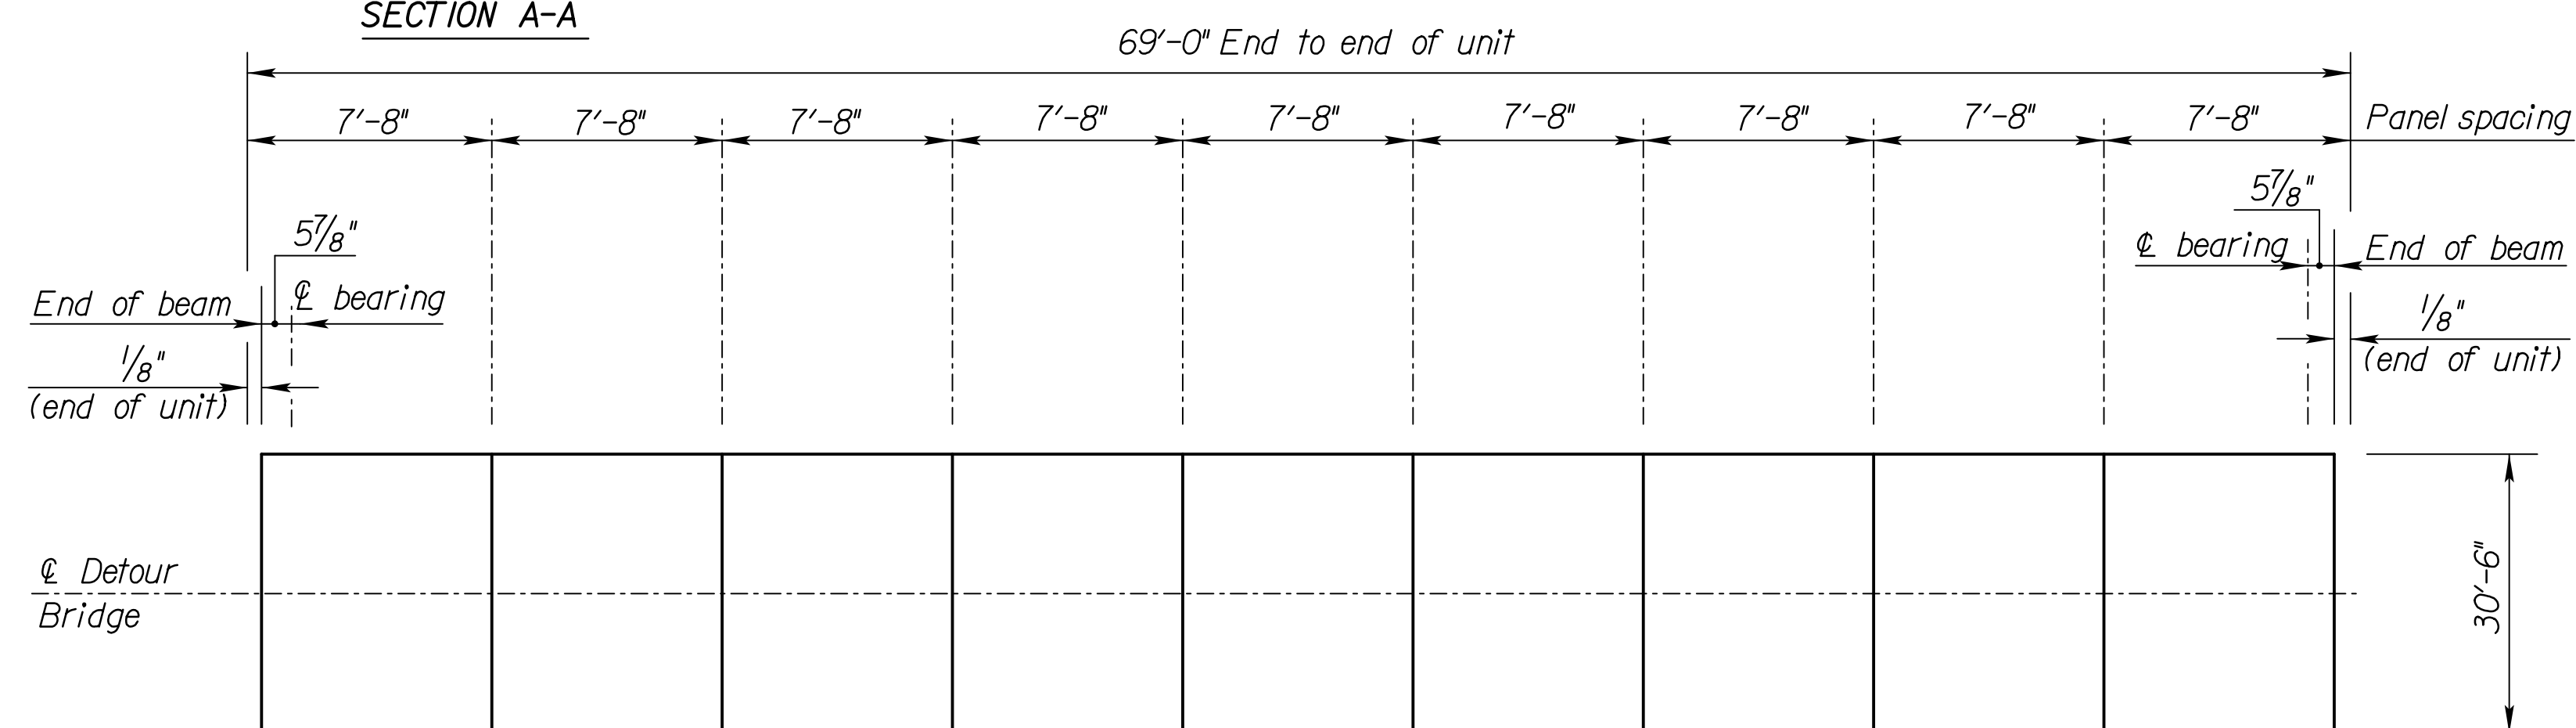 SECTION A-A
69'-0" End to end of unit
7'-8" 7'-8" 7'-8" 7'-8" 7'-8" 7'-8" 7'-8" 7'-8" 7'-8" Panel spacing
5⅞"
5⅞"
℄ bearing End of beam
End of beam ℄ bearing
⅛"
(end of unit)
⅛"
(end of unit)
℄ Detour
Bridge
30'-6"